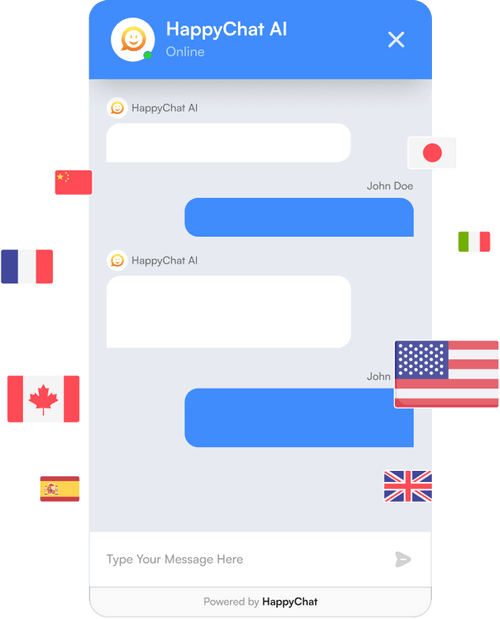 HappyChat AI
Online
HappyChat AI
John Doe
HappyChat AI
John
Type Your Message Here
Powered by HappyChat